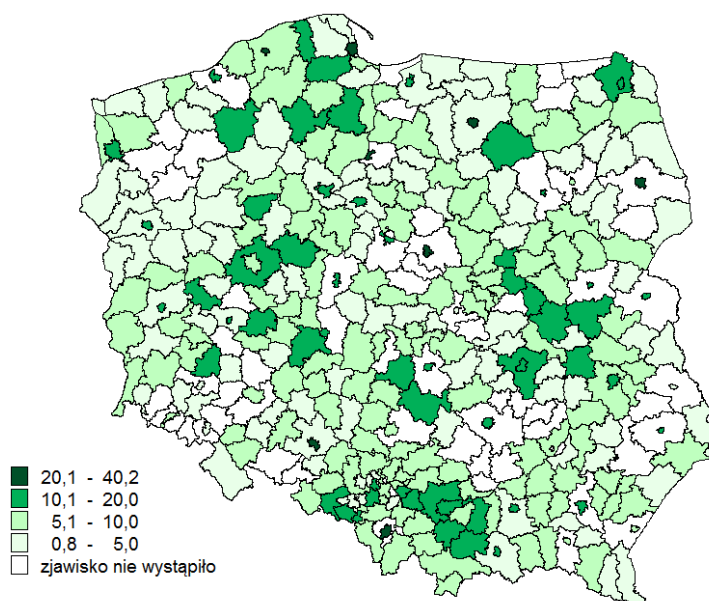 20,1 - 40,2
10,1 - 20,0
5,1 - 10,0
0,8 - 5,0
zjawisko nie wystąpiło